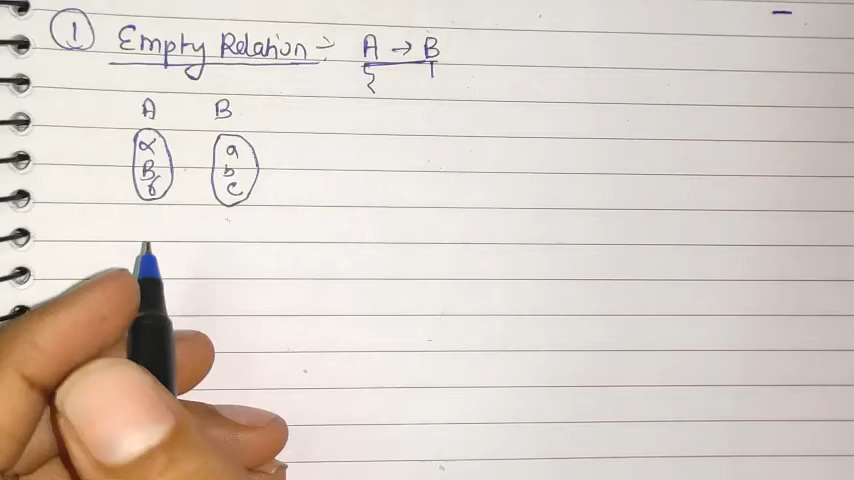 ① Empty Relation :- A → B
A B
α a
β b
γ c